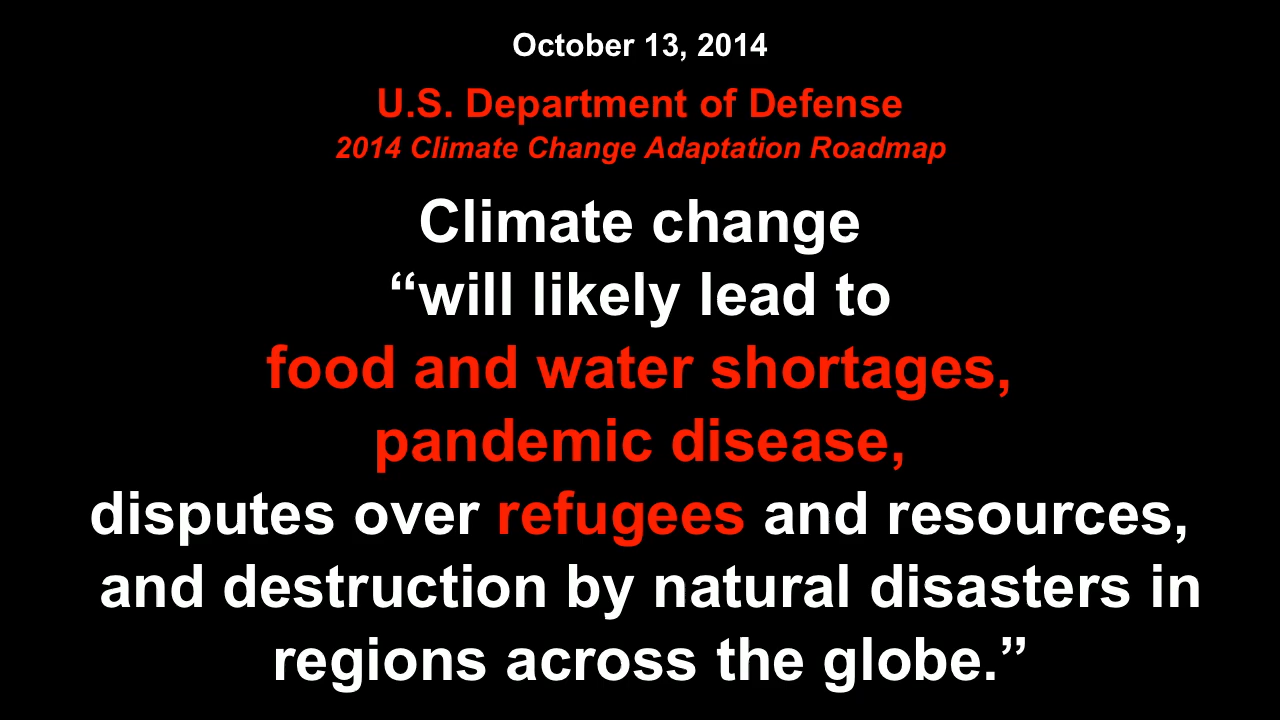 October 13, 2014
U.S. Department of Defense
2014 Climate Change Adaptation Roadmap
Climate change
“will likely lead to
food and water shortages,
pandemic disease,
disputes over refugees and resources,
and destruction by natural disasters in
regions across the globe.”